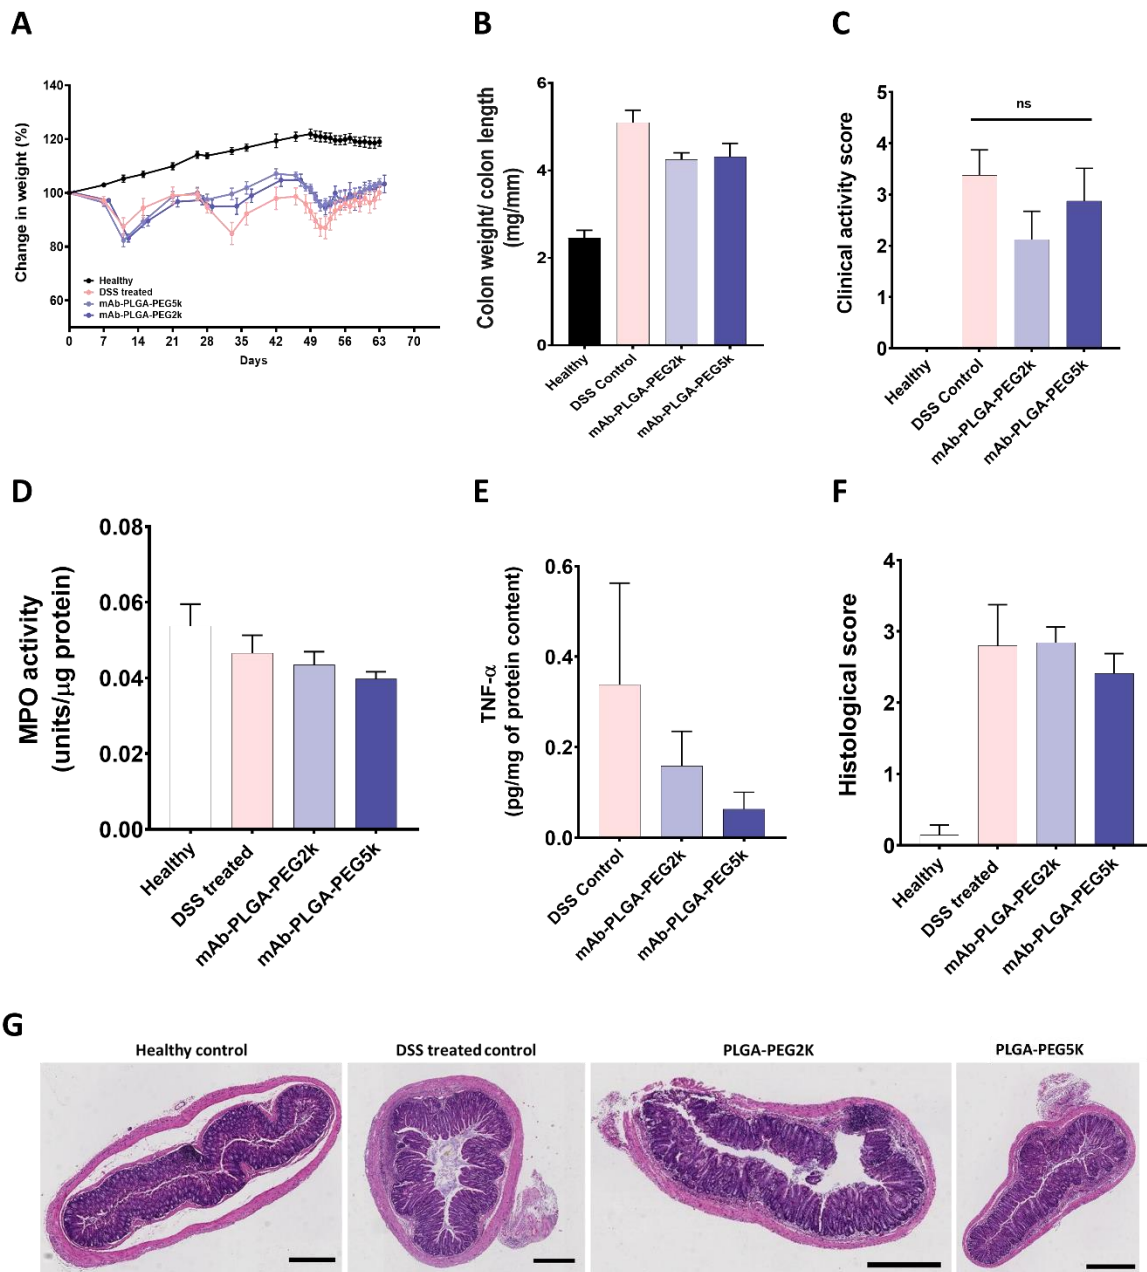 A
Change in weight (%)
140
120
100
80
60
Healthy
DSS treated
mAb-PLGA-PEG5k
mAb-PLGA-PEG2k
0 7 14 21 28 35 42 49 56 63 70
Days
B
Colon weight/ colon length
(mg/mm)
6
4
2
0
Healthy
DSS Control
mAb-PLGA-PEG2k
mAb-PLGA-PEG5k
C
Clinical activity score
5
4
3
2
1
0
ns
Healthy
DSS Control
mAb-PLGA-PEG2k
mAb-PLGA-PEG5k
D
MPO activity
(units/μg protein)
0.08
0.06
0.04
0.02
0.00
Healthy
DSS treated
mAb-PLGA-PEG2k
mAb-PLGA-PEG5k
E
TNF-α
(pg/mg of protein content)
0.6
0.4
0.2
0.0
DSS Control
mAb-PLGA-PEG2k
mAb-PLGA-PEG5k
F
Histological score
4
3
2
1
0
Healthy
DSS treated
mAb-PLGA-PEG2k
mAb-PLGA-PEG5k
G
Healthy control
DSS treated control
PLGA-PEG2K
PLGA-PEG5K